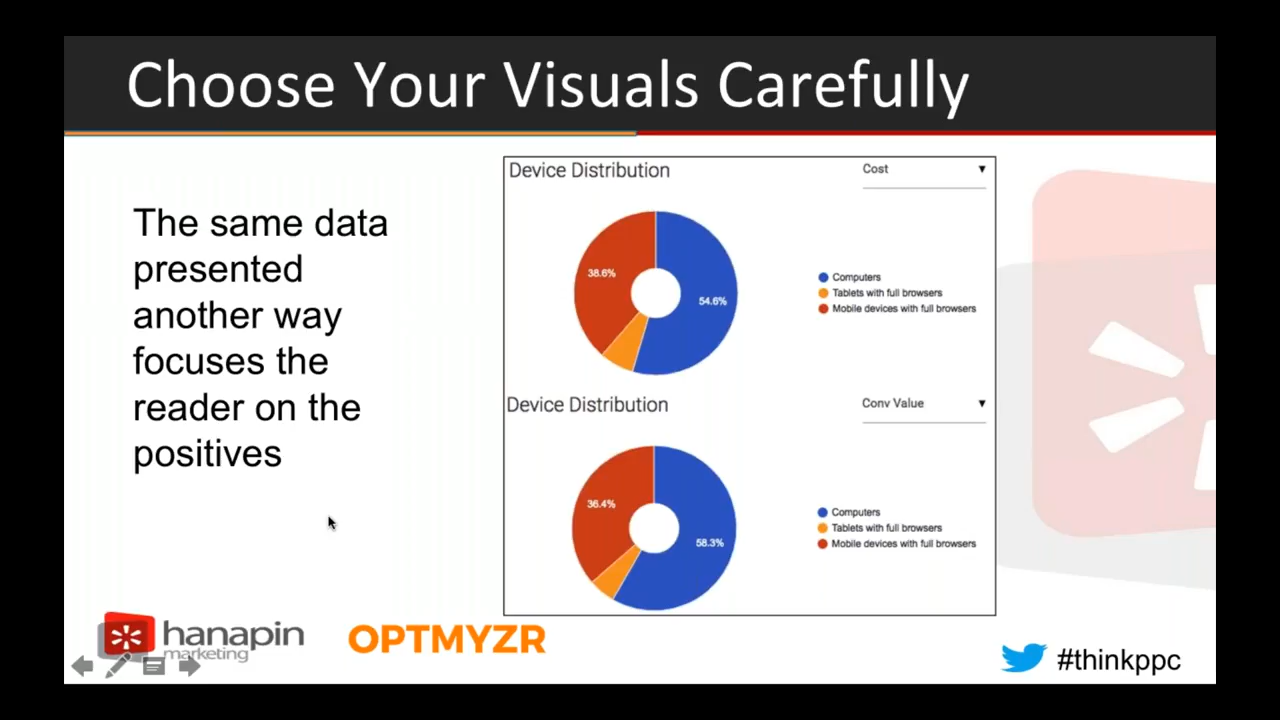 Choose Your Visuals Carefully
The same data
presented
another way
focuses the
reader on the
positives
Device Distribution
Cost
38.6%
54.6%
Computers
Tablets with full browsers
Mobile devices with full browsers
Device Distribution
Conv Value
36.4%
58.3%
Computers
Tablets with full browsers
Mobile devices with full browsers
hanapin
marketing
OPTMYZR
#thinkppc